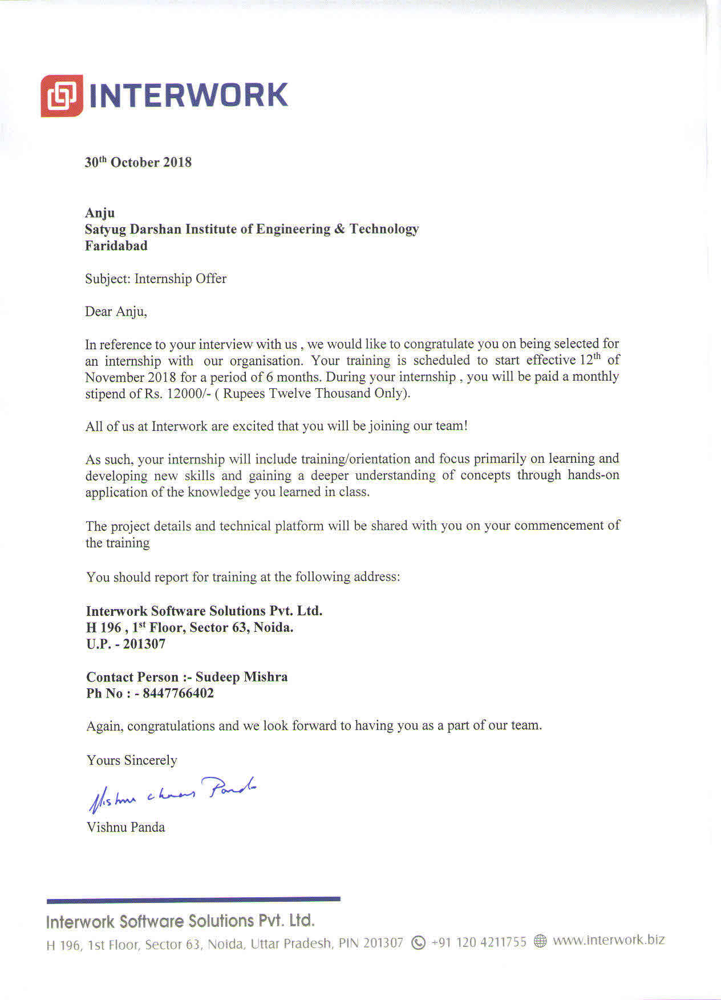 INTERWORK
30th October 2018
Anju
Satyug Darshan Institute of Engineering & Technology
Faridabad
Subject: Internship Offer
Dear Anju,
In reference to your interview with us , we would like to congratulate you on being selected for
an internship with our organisation. Your training is scheduled to start effective 12th of
November 2018 for a period of 6 months. During your internship , you will be paid a monthly
stipend of Rs. 12000/- ( Rupees Twelve Thousand Only).
All of us at Interwork are excited that you will be joining our team!
As such, your internship will include training/orientation and focus primarily on learning and
developing new skills and gaining a deeper understanding of concepts through hands-on
application of the knowledge you learned in class.
The project details and technical platform will be shared with you on your commencement of
the training
You should report for training at the following address:
Interwork Software Solutions Pvt. Ltd.
H 196 , 1st Floor, Sector 63, Noida.
U.P. - 201307
Contact Person :- Sudeep Mishra
Ph No : - 8447766402
Again, congratulations and we look forward to having you as a part of our team.
Yours Sincerely
Vishnu Panda
Vishnu Panda
Interwork Software Solutions Pvt. Ltd.
H 196, 1st Floor, Sector 63, Noida, Uttar Pradesh, PIN 201307 +91 120 4211755 www.interwork.biz